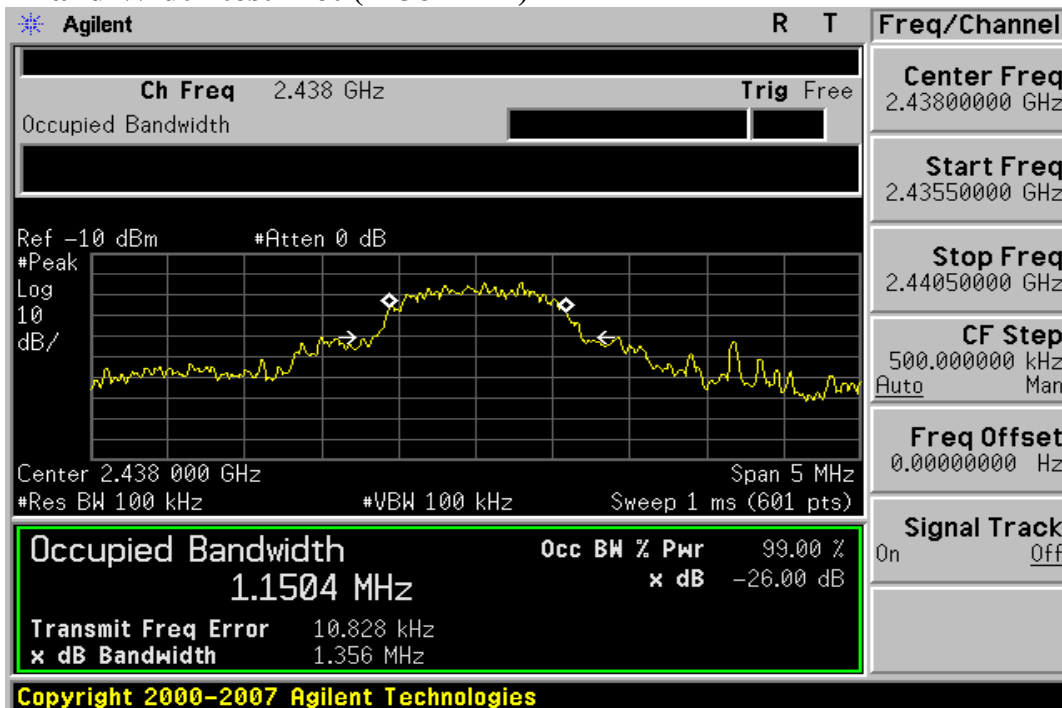 Agilent R T
Ch Freq 2.438 GHz Trig Free
Occupied Bandwidth
Ref -10 dBm #Atten 0 dB
#Peak
Log
10
dB/
Center 2.438 000 GHz Span 5 MHz
#Res BW 100 kHz #VBW 100 kHz Sweep 1 ms (601 pts)
Occupied Bandwidth Occ BW % Pwr 99.00 %
1.1504 MHz x dB -26.00 dB
Transmit Freq Error 10.828 kHz
x dB Bandwidth 1.356 MHz
Copyright 2000-2007 Agilent Technologies
Freq/Channel
Center Freq
2.43800000 GHz
Start Freq
2.43550000 GHz
Stop Freq
2.44050000 GHz
CF Step
500.000000 kHz
Auto Man
Freq Offset
0.00000000 Hz
Signal Track
On Off